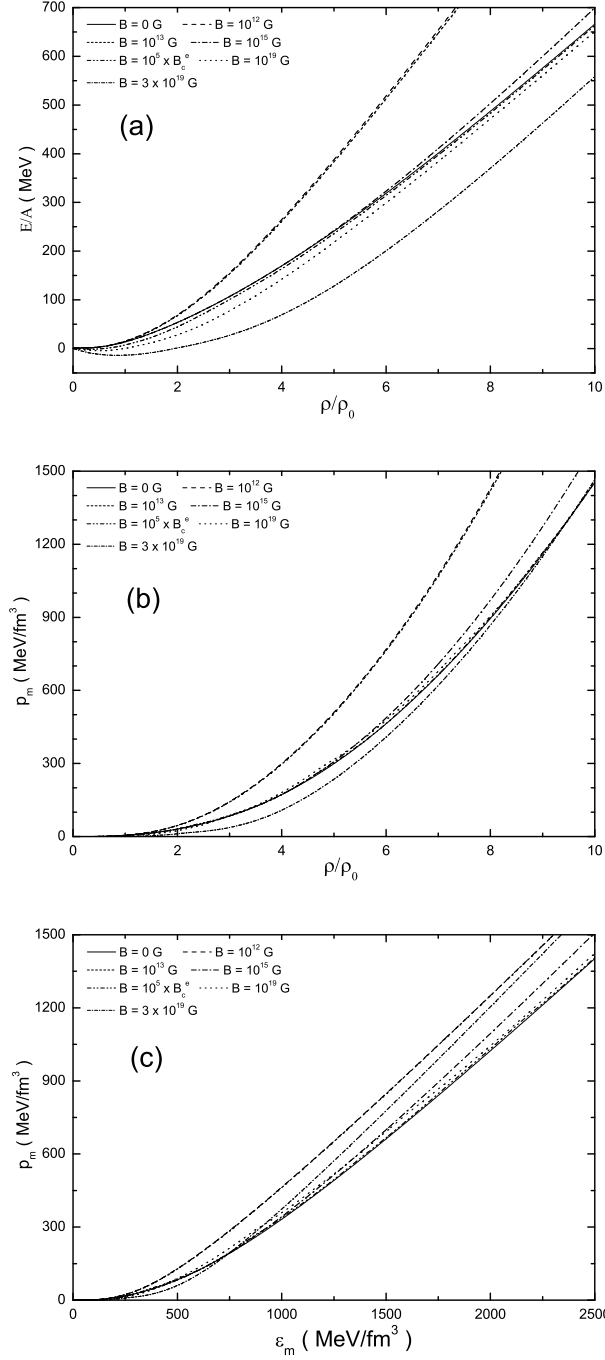 700
600
500
400
300
200
100
0
E/A ( MeV )
B = 0 G B = 10¹² G
B = 10¹³ G B = 10¹⁵ G
B = 10⁵ x B_c^e B = 10¹⁹ G
B = 3 x 10¹⁹ G
(a)
0 2 4 6 8 10
ρ/ρ₀
1500
1200
900
600
300
0
p_m ( MeV/fm³ )
B = 0 G B = 10¹² G
B = 10¹³ G B = 10¹⁵ G
B = 10⁵ x B_c^e B = 10¹⁹ G
B = 3 x 10¹⁹ G
(b)
0 2 4 6 8 10
ρ/ρ₀
1500
1200
900
600
300
0
p_m ( MeV/fm³ )
B = 0 G B = 10¹² G
B = 10¹³ G B = 10¹⁵ G
B = 10⁵ x B_c^e B = 10¹⁹ G
B = 3 x 10¹⁹ G
(c)
0 500 1000 1500 2000 2500
ε_m ( MeV/fm³ )